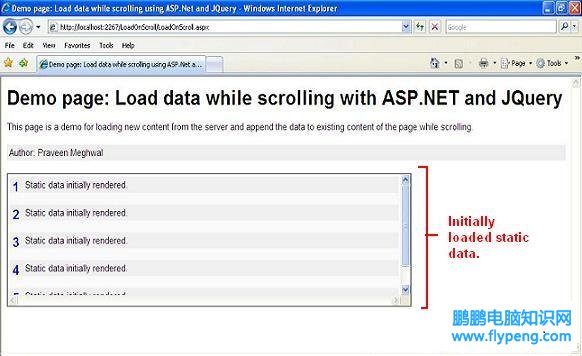 Demo page: Load data while scrolling using ASP.Net and JQuery - Windows Internet Explorer
http://localhost:2267/LoadOnScroll/LoadOnScroll.aspx
Google
File Edit View Favorites Tools Help
Demo page: Load data while scrolling using ASP.Net a...
Page Tools
Demo page: Load data while scrolling with ASP.NET and JQuery
This page is a demo for loading new content from the server and append the data to existing content of the page while scrolling.
Author: Praveen Meghwal
1 Static data initially rendered.
2 Static data initially rendered.
3 Static data initially rendered.
4 Static data initially rendered.
5 Static data initially rendered.
Initially
loaded static
data.
鹏鹏电脑知识网
www.flypeng.com